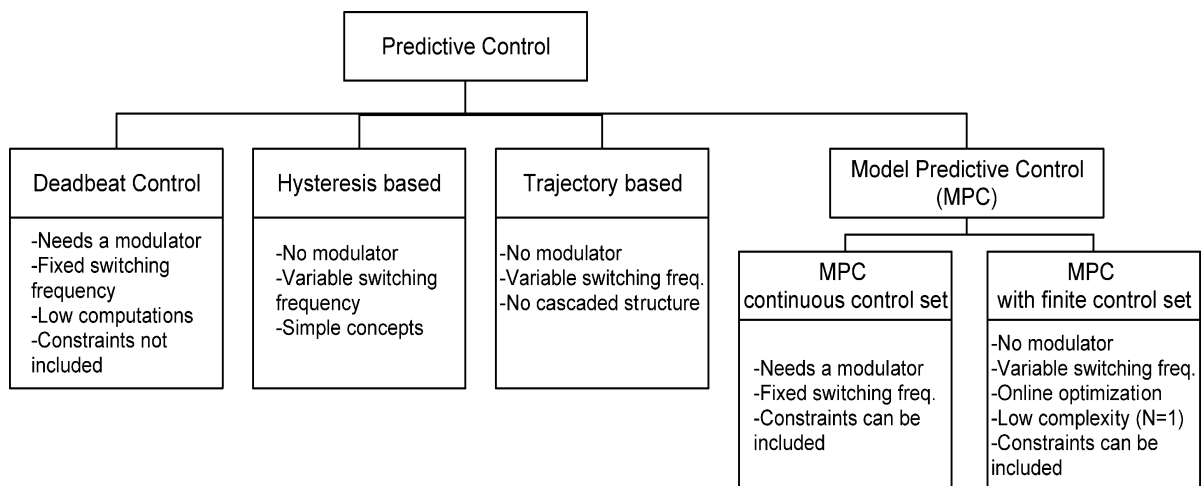 Predictive Control
Deadbeat Control
-Needs a modulator
-Fixed switching
frequency
-Low computations
-Constraints not
included
Hysteresis based
-No modulator
-Variable switching
frequency
-Simple concepts
Trajectory based
-No modulator
-Variable switching freq.
-No cascaded structure
Model Predictive Control
(MPC)
MPC
continuous control set
-Needs a modulator
-Fixed switching freq.
-Constraints can be
included
MPC
with finite control set
-No modulator
-Variable switching freq.
-Online optimization
-Low complexity (N=1)
-Constraints can be
included